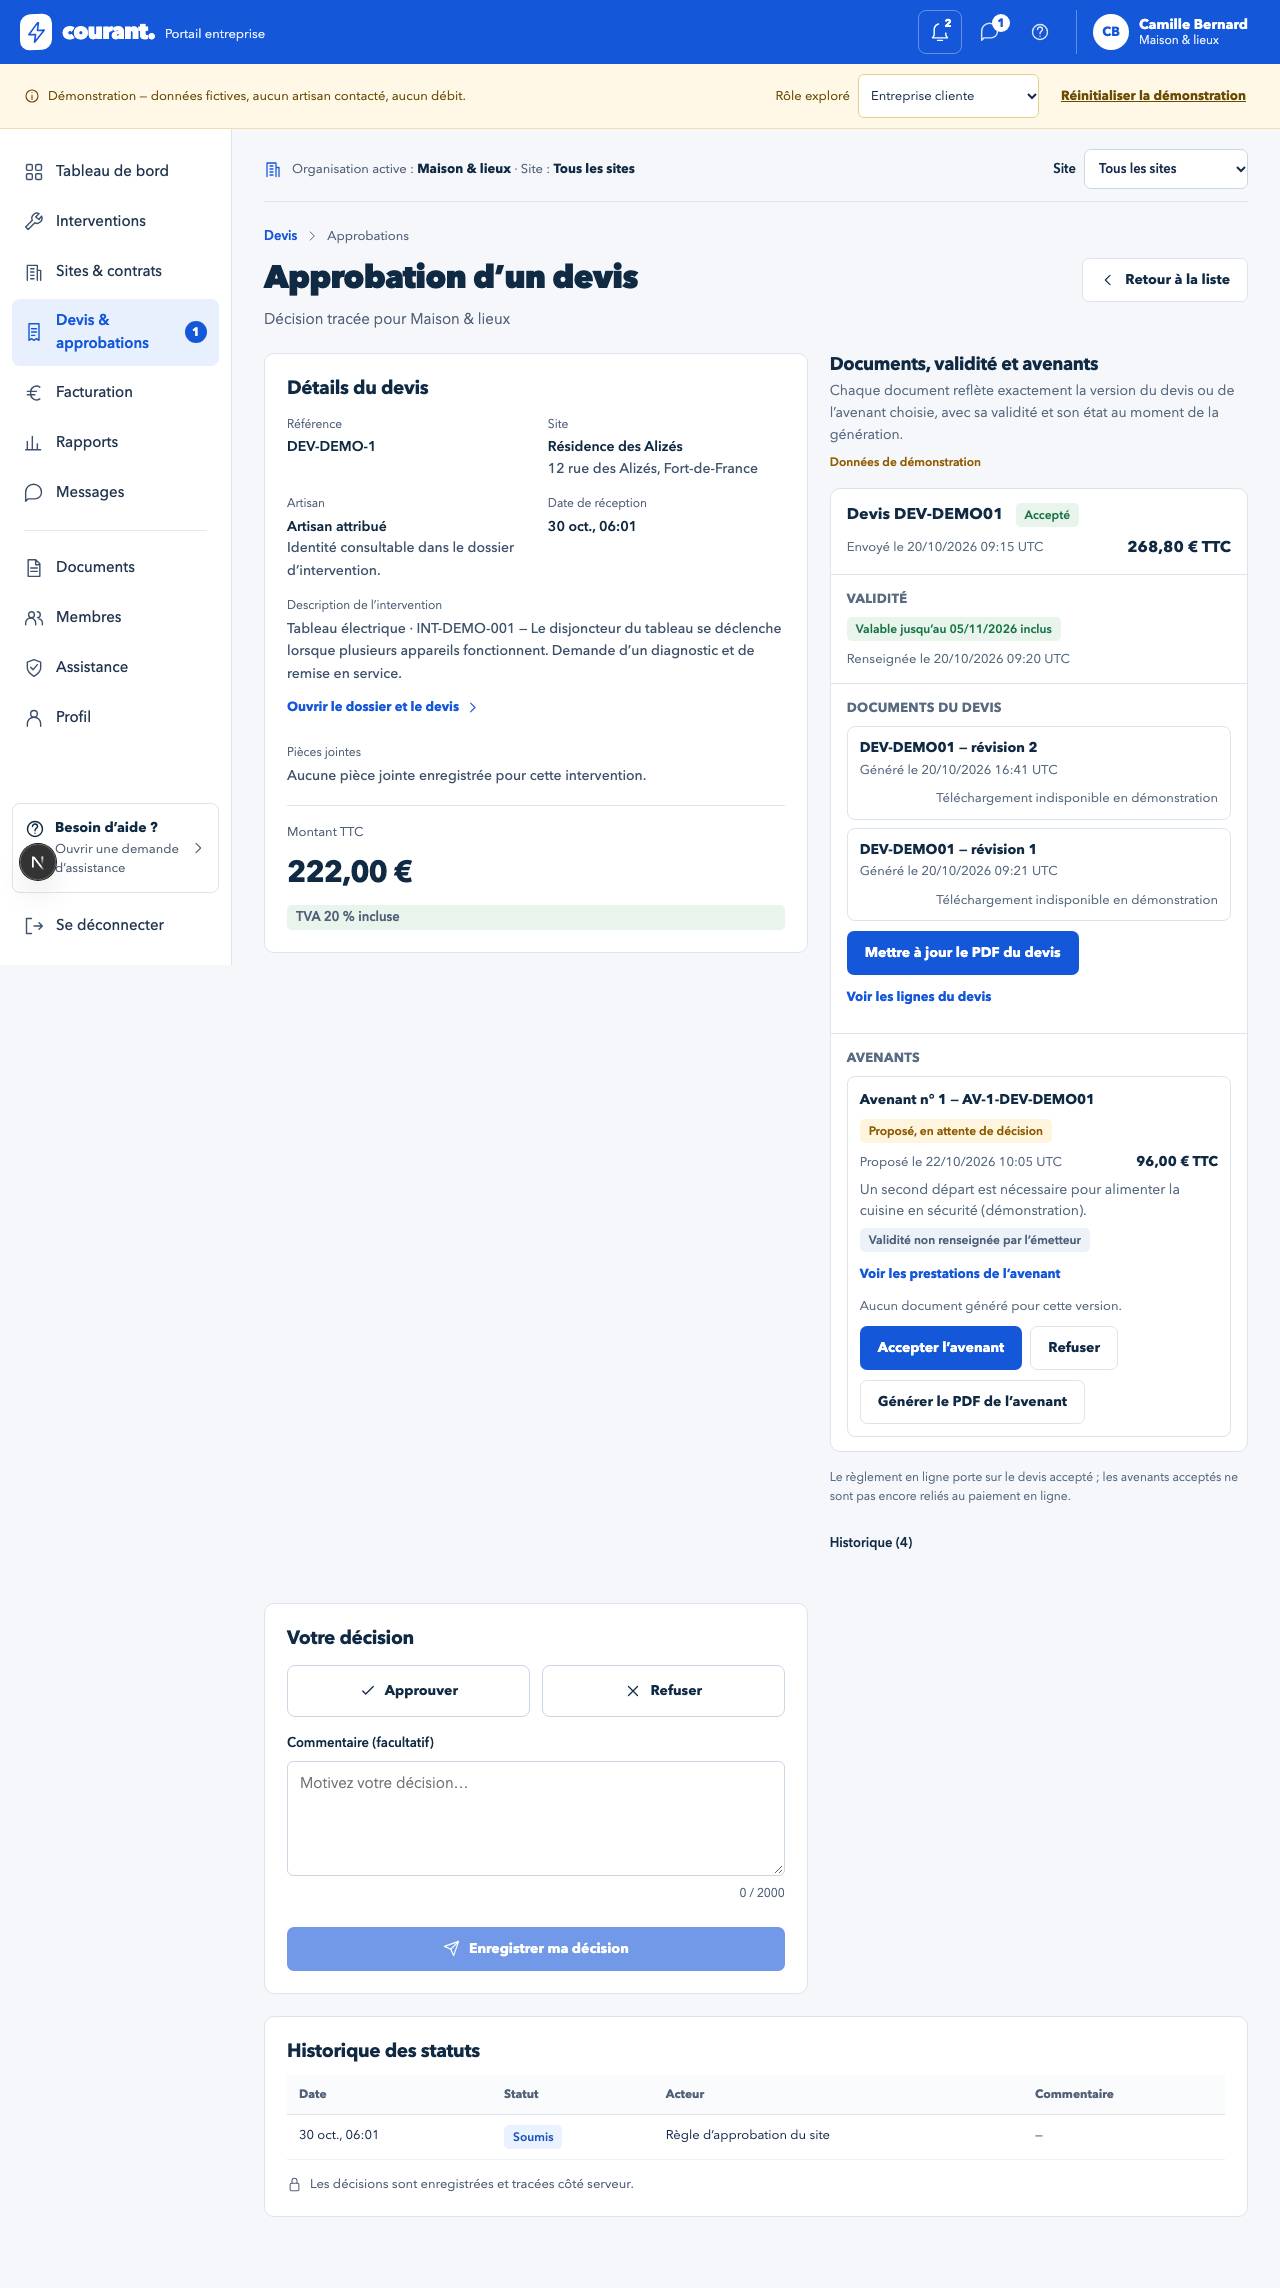 courant. Portail entreprise
2
1
CB
Camille Bernard
Maison & lieux
Démonstration — données fictives, aucun artisan contacté, aucun débit.
Rôle exploré
Entreprise cliente
Réinitialiser la démonstration
Tableau de bord
Interventions
Sites & contrats
Devis &
approbations
1
Facturation
Rapports
Messages
Documents
Membres
Assistance
Profil
Besoin d’aide ?
Ouvrir une demande
d’assistance
N
Se déconnecter
Organisation active : Maison & lieux · Site : Tous les sites
Site
Tous les sites
Devis
Approbations
Approbation d’un devis
Décision tracée pour Maison & lieux
Retour à la liste
Détails du devis
Référence
DEV-DEMO-1
Site
Résidence des Alizés
12 rue des Alizés, Fort-de-France
Artisan
Artisan attribué
Identité consultable dans le dossier
d’intervention.
Date de réception
30 oct., 06:01
Description de l’intervention
Tableau électrique · INT-DEMO-001 — Le disjoncteur du tableau se déclenche
lorsque plusieurs appareils fonctionnent. Demande d’un diagnostic et de
remise en service.
Ouvrir le dossier et le devis
Pièces jointes
Aucune pièce jointe enregistrée pour cette intervention.
Montant TTC
222,00 €
TVA 20 % incluse
Documents, validité et avenants
Chaque document reflète exactement la version du devis ou de
l’avenant choisie, avec sa validité et son état au moment de la
génération.
Données de démonstration
Devis DEV-DEMO01
Accepté
Envoyé le 20/10/2026 09:15 UTC
268,80 € TTC
VALIDITÉ
Valable jusqu’au 05/11/2026 inclus
Renseignée le 20/10/2026 09:20 UTC
DOCUMENTS DU DEVIS
DEV-DEMO01 — révision 2
Généré le 20/10/2026 16:41 UTC
Téléchargement indisponible en démonstration
DEV-DEMO01 — révision 1
Généré le 20/10/2026 09:21 UTC
Téléchargement indisponible en démonstration
Mettre à jour le PDF du devis
Voir les lignes du devis
AVENANTS
Avenant n° 1 — AV-1-DEV-DEMO01
Proposé, en attente de décision
Proposé le 22/10/2026 10:05 UTC
96,00 € TTC
Un second départ est nécessaire pour alimenter la
cuisine en sécurité (démonstration).
Validité non renseignée par l’émetteur
Voir les prestations de l’avenant
Aucun document généré pour cette version.
Accepter l’avenant
Refuser
Générer le PDF de l’avenant
Le règlement en ligne porte sur le devis accepté ; les avenants acceptés ne
sont pas encore reliés au paiement en ligne.
Historique (4)
Votre décision
Approuver
Refuser
Commentaire (facultatif)
Motivez votre décision…
0 / 2000
Enregistrer ma décision
Historique des statuts
Date
Statut
Acteur
Commentaire
30 oct., 06:01
Soumis
Règle d’approbation du site
—
Les décisions sont enregistrées et tracées côté serveur.